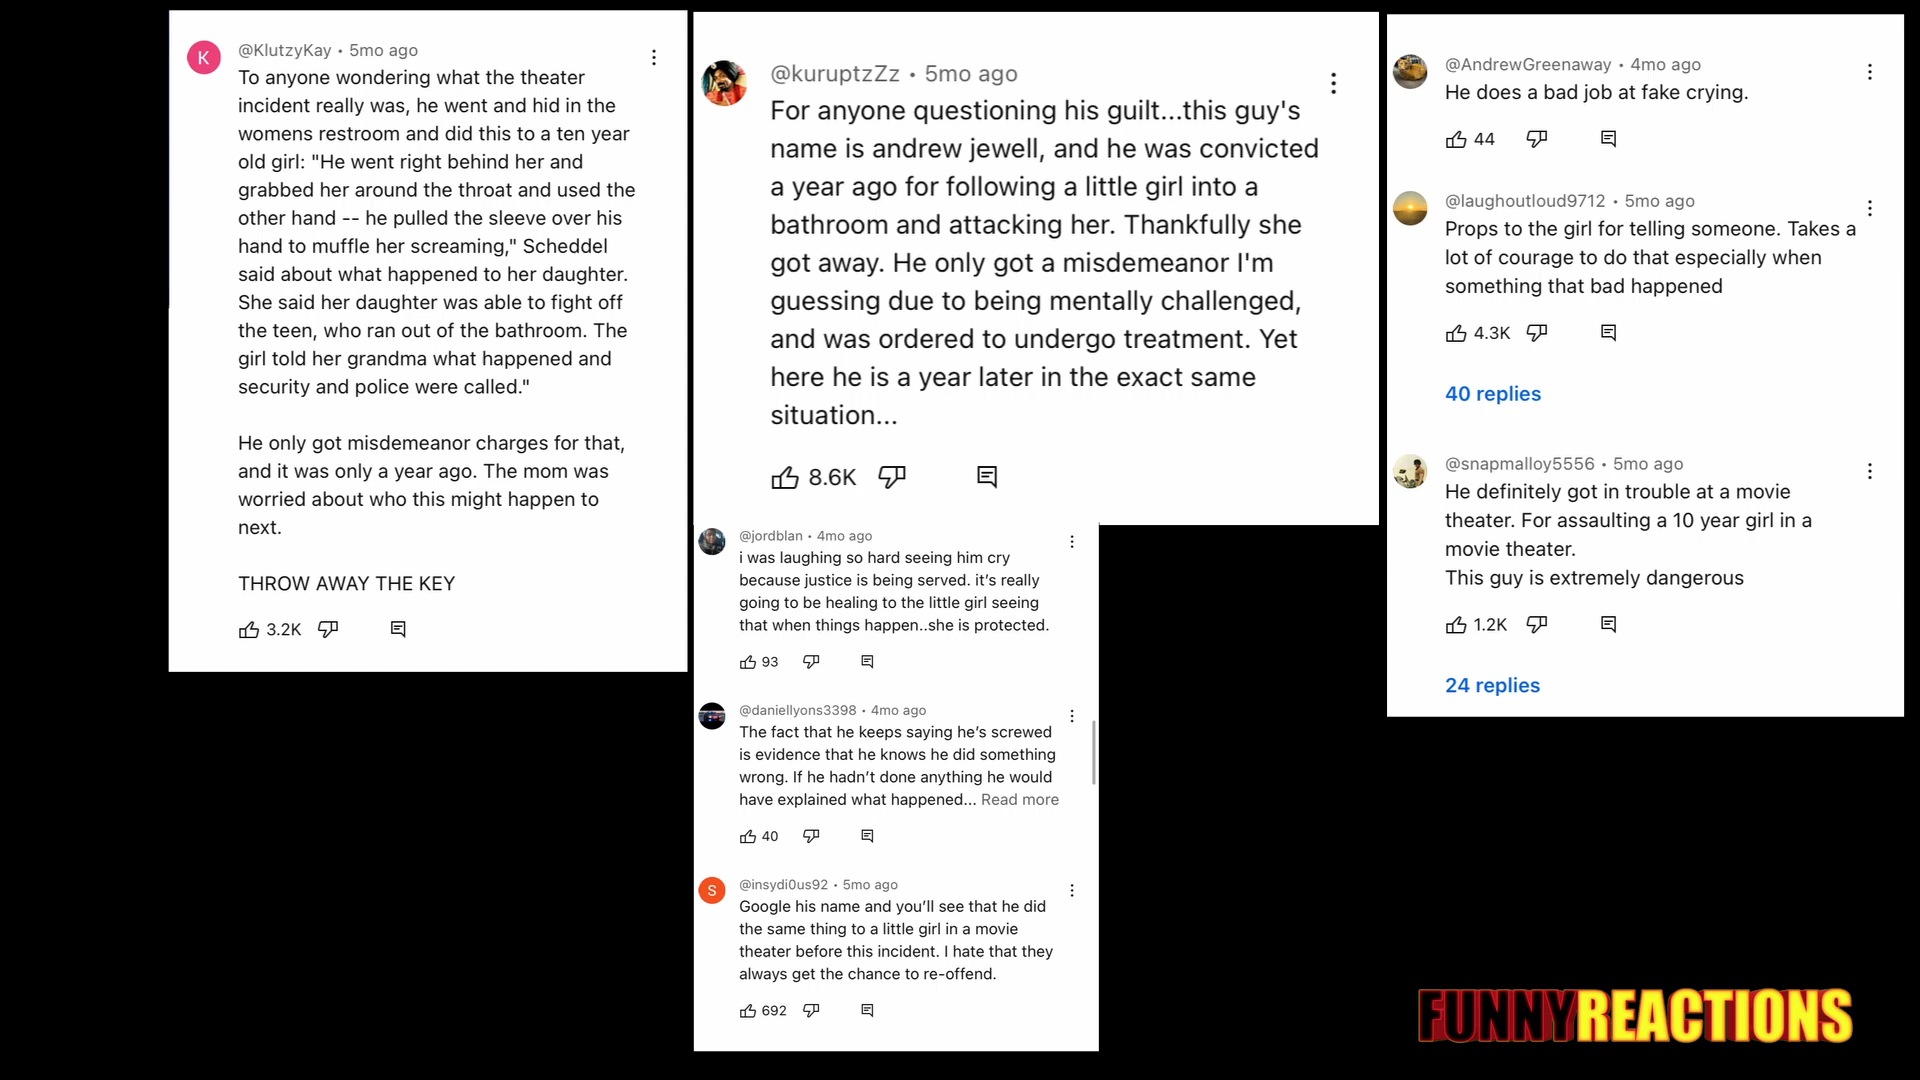 K
@KlutzyKay • 5mo ago
To anyone wondering what the theater
incident really was, he went and hid in the
womens restroom and did this to a ten year
old girl: "He went right behind her and
grabbed her around the throat and used the
other hand -- he pulled the sleeve over his
hand to muffle her screaming," Scheddel
said about what happened to her daughter.
She said her daughter was able to fight off
the teen, who ran out of the bathroom. The
girl told her grandma what happened and
security and police were called."
He only got misdemeanor charges for that,
and it was only a year ago. The mom was
worried about who this might happen to
next.
THROW AWAY THE KEY
3.2K
@kuruptzZz • 5mo ago
For anyone questioning his guilt...this guy's
name is andrew jewell, and he was convicted
a year ago for following a little girl into a
bathroom and attacking her. Thankfully she
got away. He only got a misdemeanor I'm
guessing due to being mentally challenged,
and was ordered to undergo treatment. Yet
here he is a year later in the exact same
situation...
8.6K
@jordblan • 4mo ago
i was laughing so hard seeing him cry
because justice is being served. it’s really
going to be healing to the little girl seeing
that when things happen..she is protected.
93
@daniellyons3398 • 4mo ago
The fact that he keeps saying he’s screwed
is evidence that he knows he did something
wrong. If he hadn’t done anything he would
have explained what happened... Read more
40
S
@insydi0us92 • 5mo ago
Google his name and you’ll see that he did
the same thing to a little girl in a movie
theater before this incident. I hate that they
always get the chance to re-offend.
692
@AndrewGreenaway • 4mo ago
He does a bad job at fake crying.
44
@laughoutloud9712 • 5mo ago
Props to the girl for telling someone. Takes a
lot of courage to do that especially when
something that bad happened
4.3K
40 replies
@snapmalloy5556 • 5mo ago
He definitely got in trouble at a movie
theater. For assaulting a 10 year girl in a
movie theater.
This guy is extremely dangerous
1.2K
24 replies
FUNNYREACTIONS